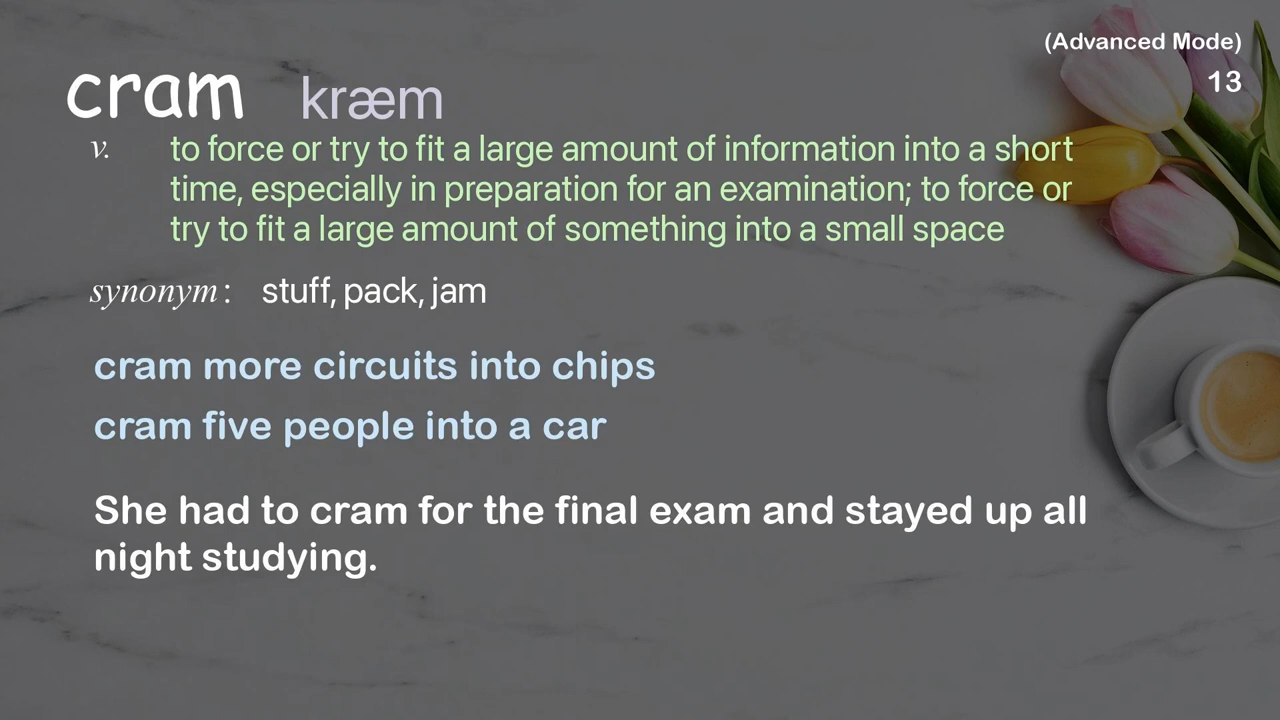 (Advanced Mode)
13
cram kræm
v. to force or try to fit a large amount of information into a short
time, especially in preparation for an examination; to force or
try to fit a large amount of something into a small space
synonym: stuff, pack, jam
cram more circuits into chips
cram five people into a car
She had to cram for the final exam and stayed up all
night studying.